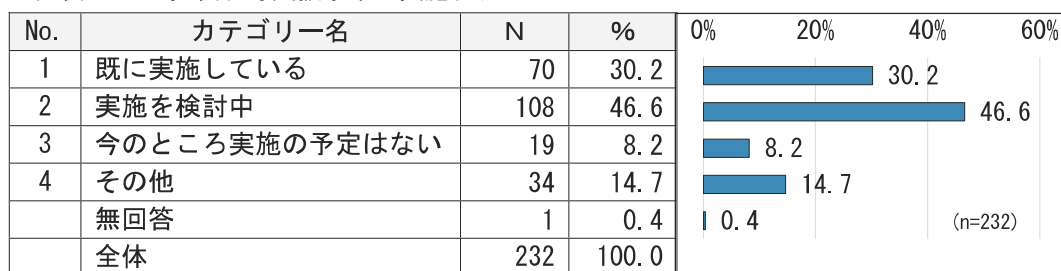 No. カテゴリー名 N % 0% 20% 40% 60%
1 既に実施している 70 30.2 30.2
2 実施を検討中 108 46.6 46.6
3 今のところ実施の予定はない 19 8.2 8.2
4 その他 34 14.7 14.7
無回答 1 0.4 0.4 (n=232)
全体 232 100.0